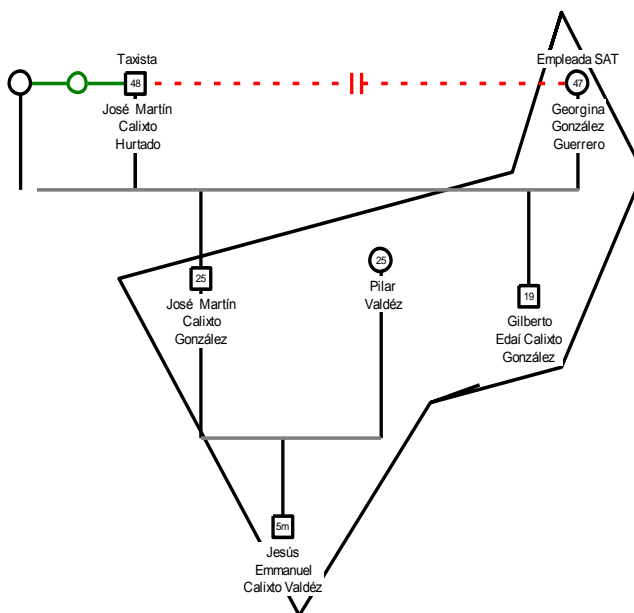 Taxista
Empleada SAT
48
47
José Martín
Calixto
Hurtado
Georgina
González
Guerrero
25
José Martín
Calixto
González
25
Pilar
Valdéz
19
Gilberto
Edaí Calixto
González
5m
Jesús
Emmanuel
Calixto Valdéz